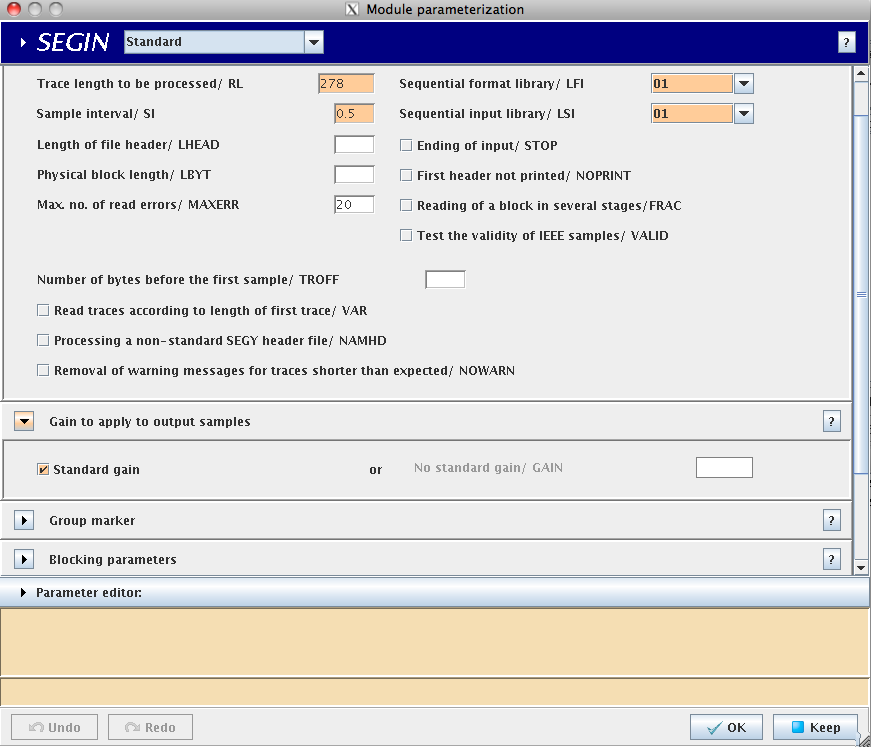 Module parameterization
SEGIN Standard ?
Trace length to be processed/ RL 278 Sequential format library/ LFI 01
Sample interval/ SI 0.5 Sequential input library/ LSI 01
Length of file header/ LHEAD Ending of input/ STOP
Physical block length/ LBYT First header not printed/ NOPRINT
Max. no. of read errors/ MAXERR 20 Reading of a block in several stages/FRAC
Test the validity of IEEE samples/ VALID
Number of bytes before the first sample/ TROFF
Read traces according to length of first trace/ VAR
Processing a non-standard SEGY header file/ NAMHD
Removal of warning messages for traces shorter than expected/ NOWARN
Gain to apply to output samples ?
Standard gain or No standard gain/ GAIN
Group marker ?
Blocking parameters ?
Parameter editor:
Undo Redo OK Keep